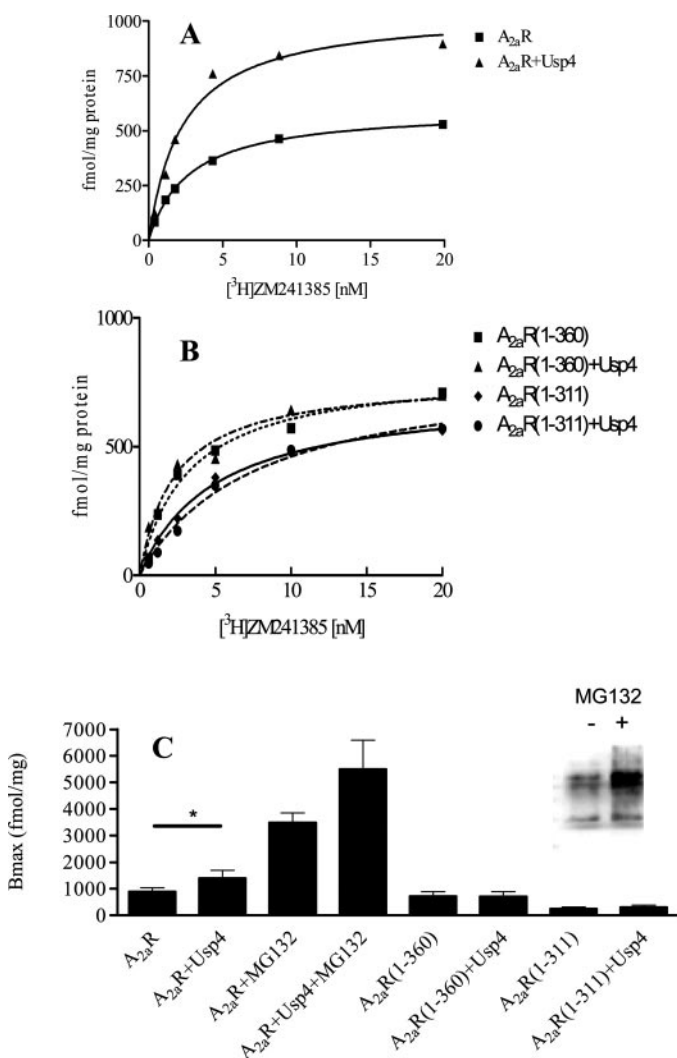 A
A2aR
A2aR+Usp4
fmol/mg protein
1000
750
500
250
0
0 5 10 15 20
[3H]ZM241385 [nM]
B
A2aR(1-360)
A2aR(1-360)+Usp4
A2aR(1-311)
A2aR(1-311)+Usp4
fmol/mg protein
1000
500
0
0 5 10 15 20
[3H]ZM241385 [nM]
C
MG132
- +
Bmax (fmol/mg)
7000
6000
5000
4000
3000
2000
1000
0
*
A2aR
A2aR+Usp4
A2aR+MG132
A2aR+Usp4+MG132
A2aR(1-360)
A2aR(1-360)+Usp4
A2aR(1-311)
A2aR(1-311)+Usp4